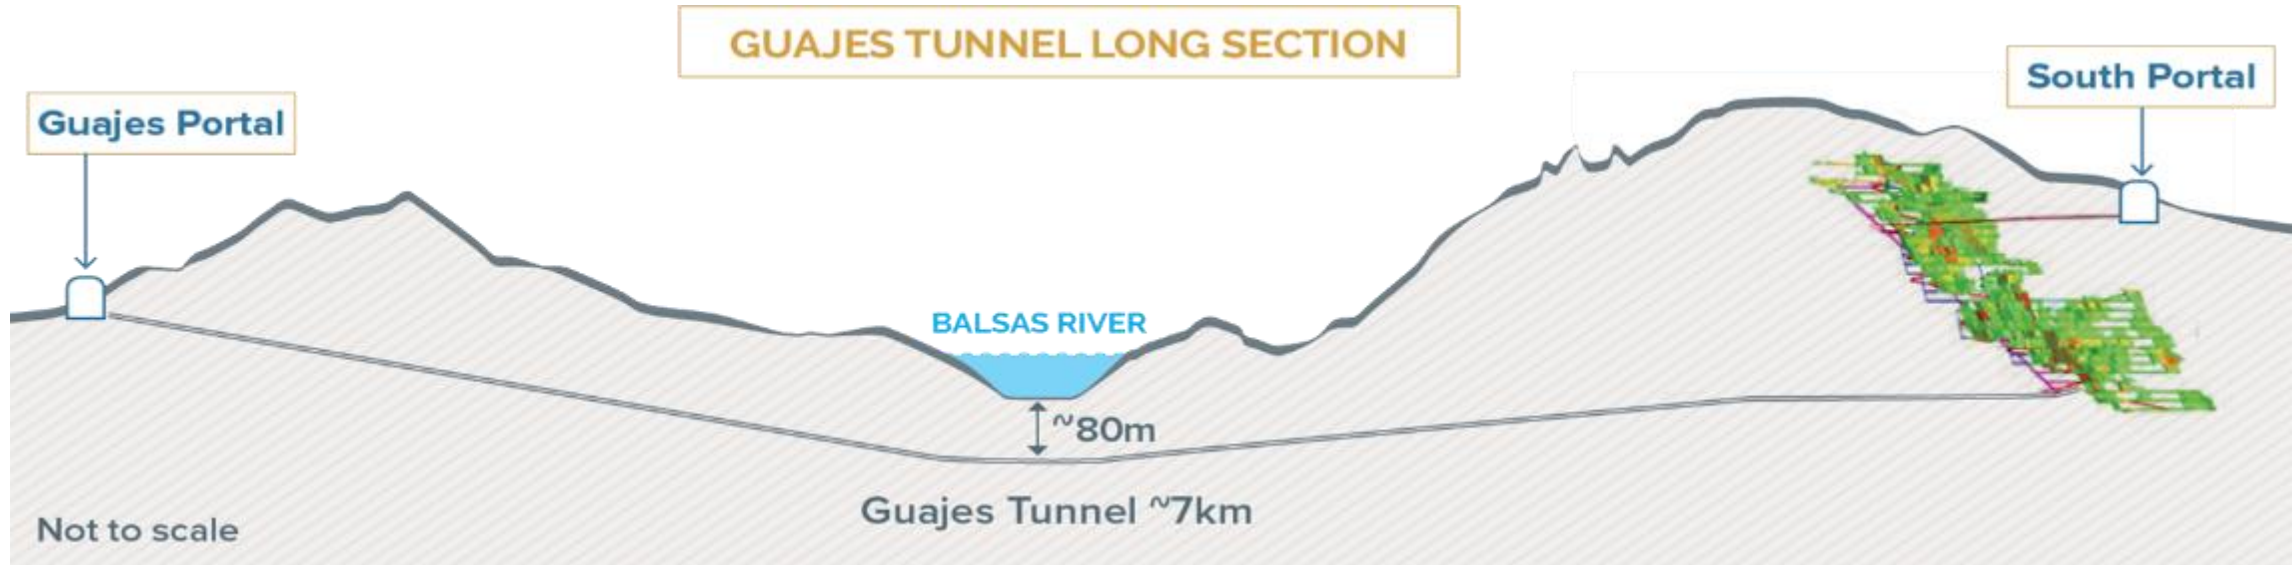 GUAJES TUNNEL LONG SECTION
South Portal
Guajes Portal
BALSAS RIVER
~80m
Guajes Tunnel ~7km
Not to scale